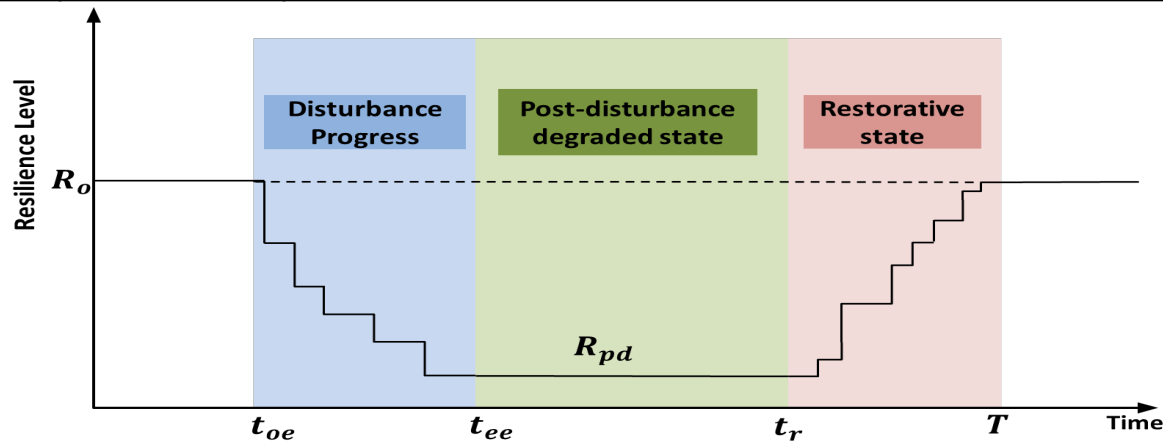 Resilience Level
Disturbance
Progress
Post-disturbance
degraded state
Restorative
state
R_o
R_pd
t_oe
t_ee
t_r
T
Time